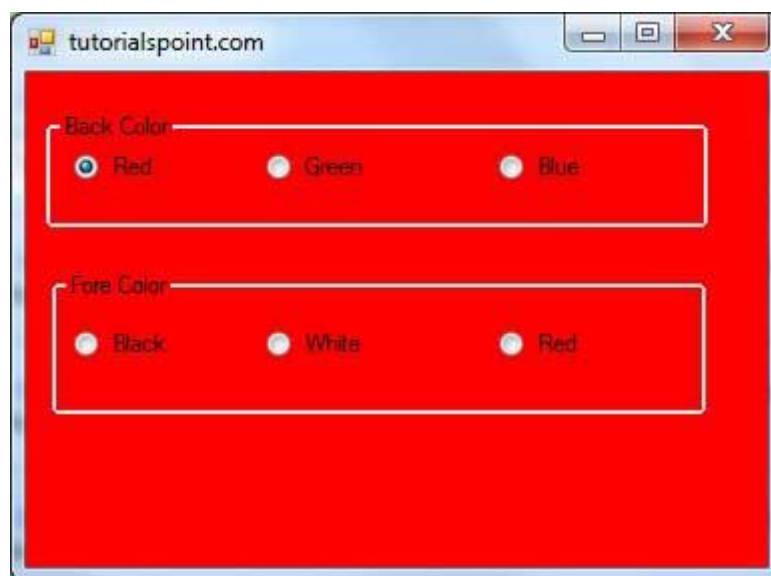 tutorialspoint.com
Back Color
Red Green Blue
Fore Color
Black White Red